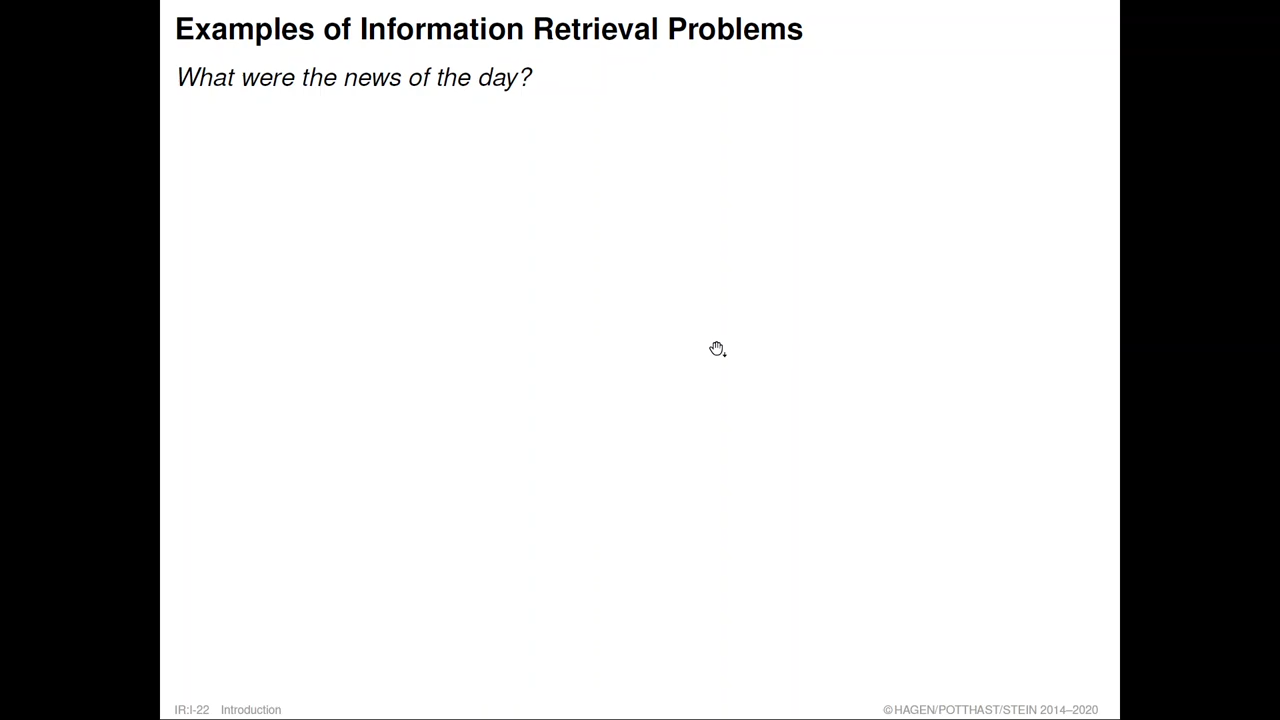 Examples of Information Retrieval Problems
What were the news of the day?
IR:I-22 Introduction
©HAGEN/POTTHAST/STEIN 2014–2020